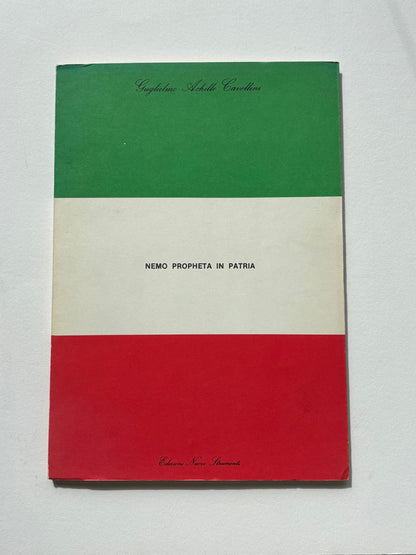 Guglielmo Achille Cavellini
NEMO PROPHETA IN PATRIA
Edizioni Nuovi Strumenti